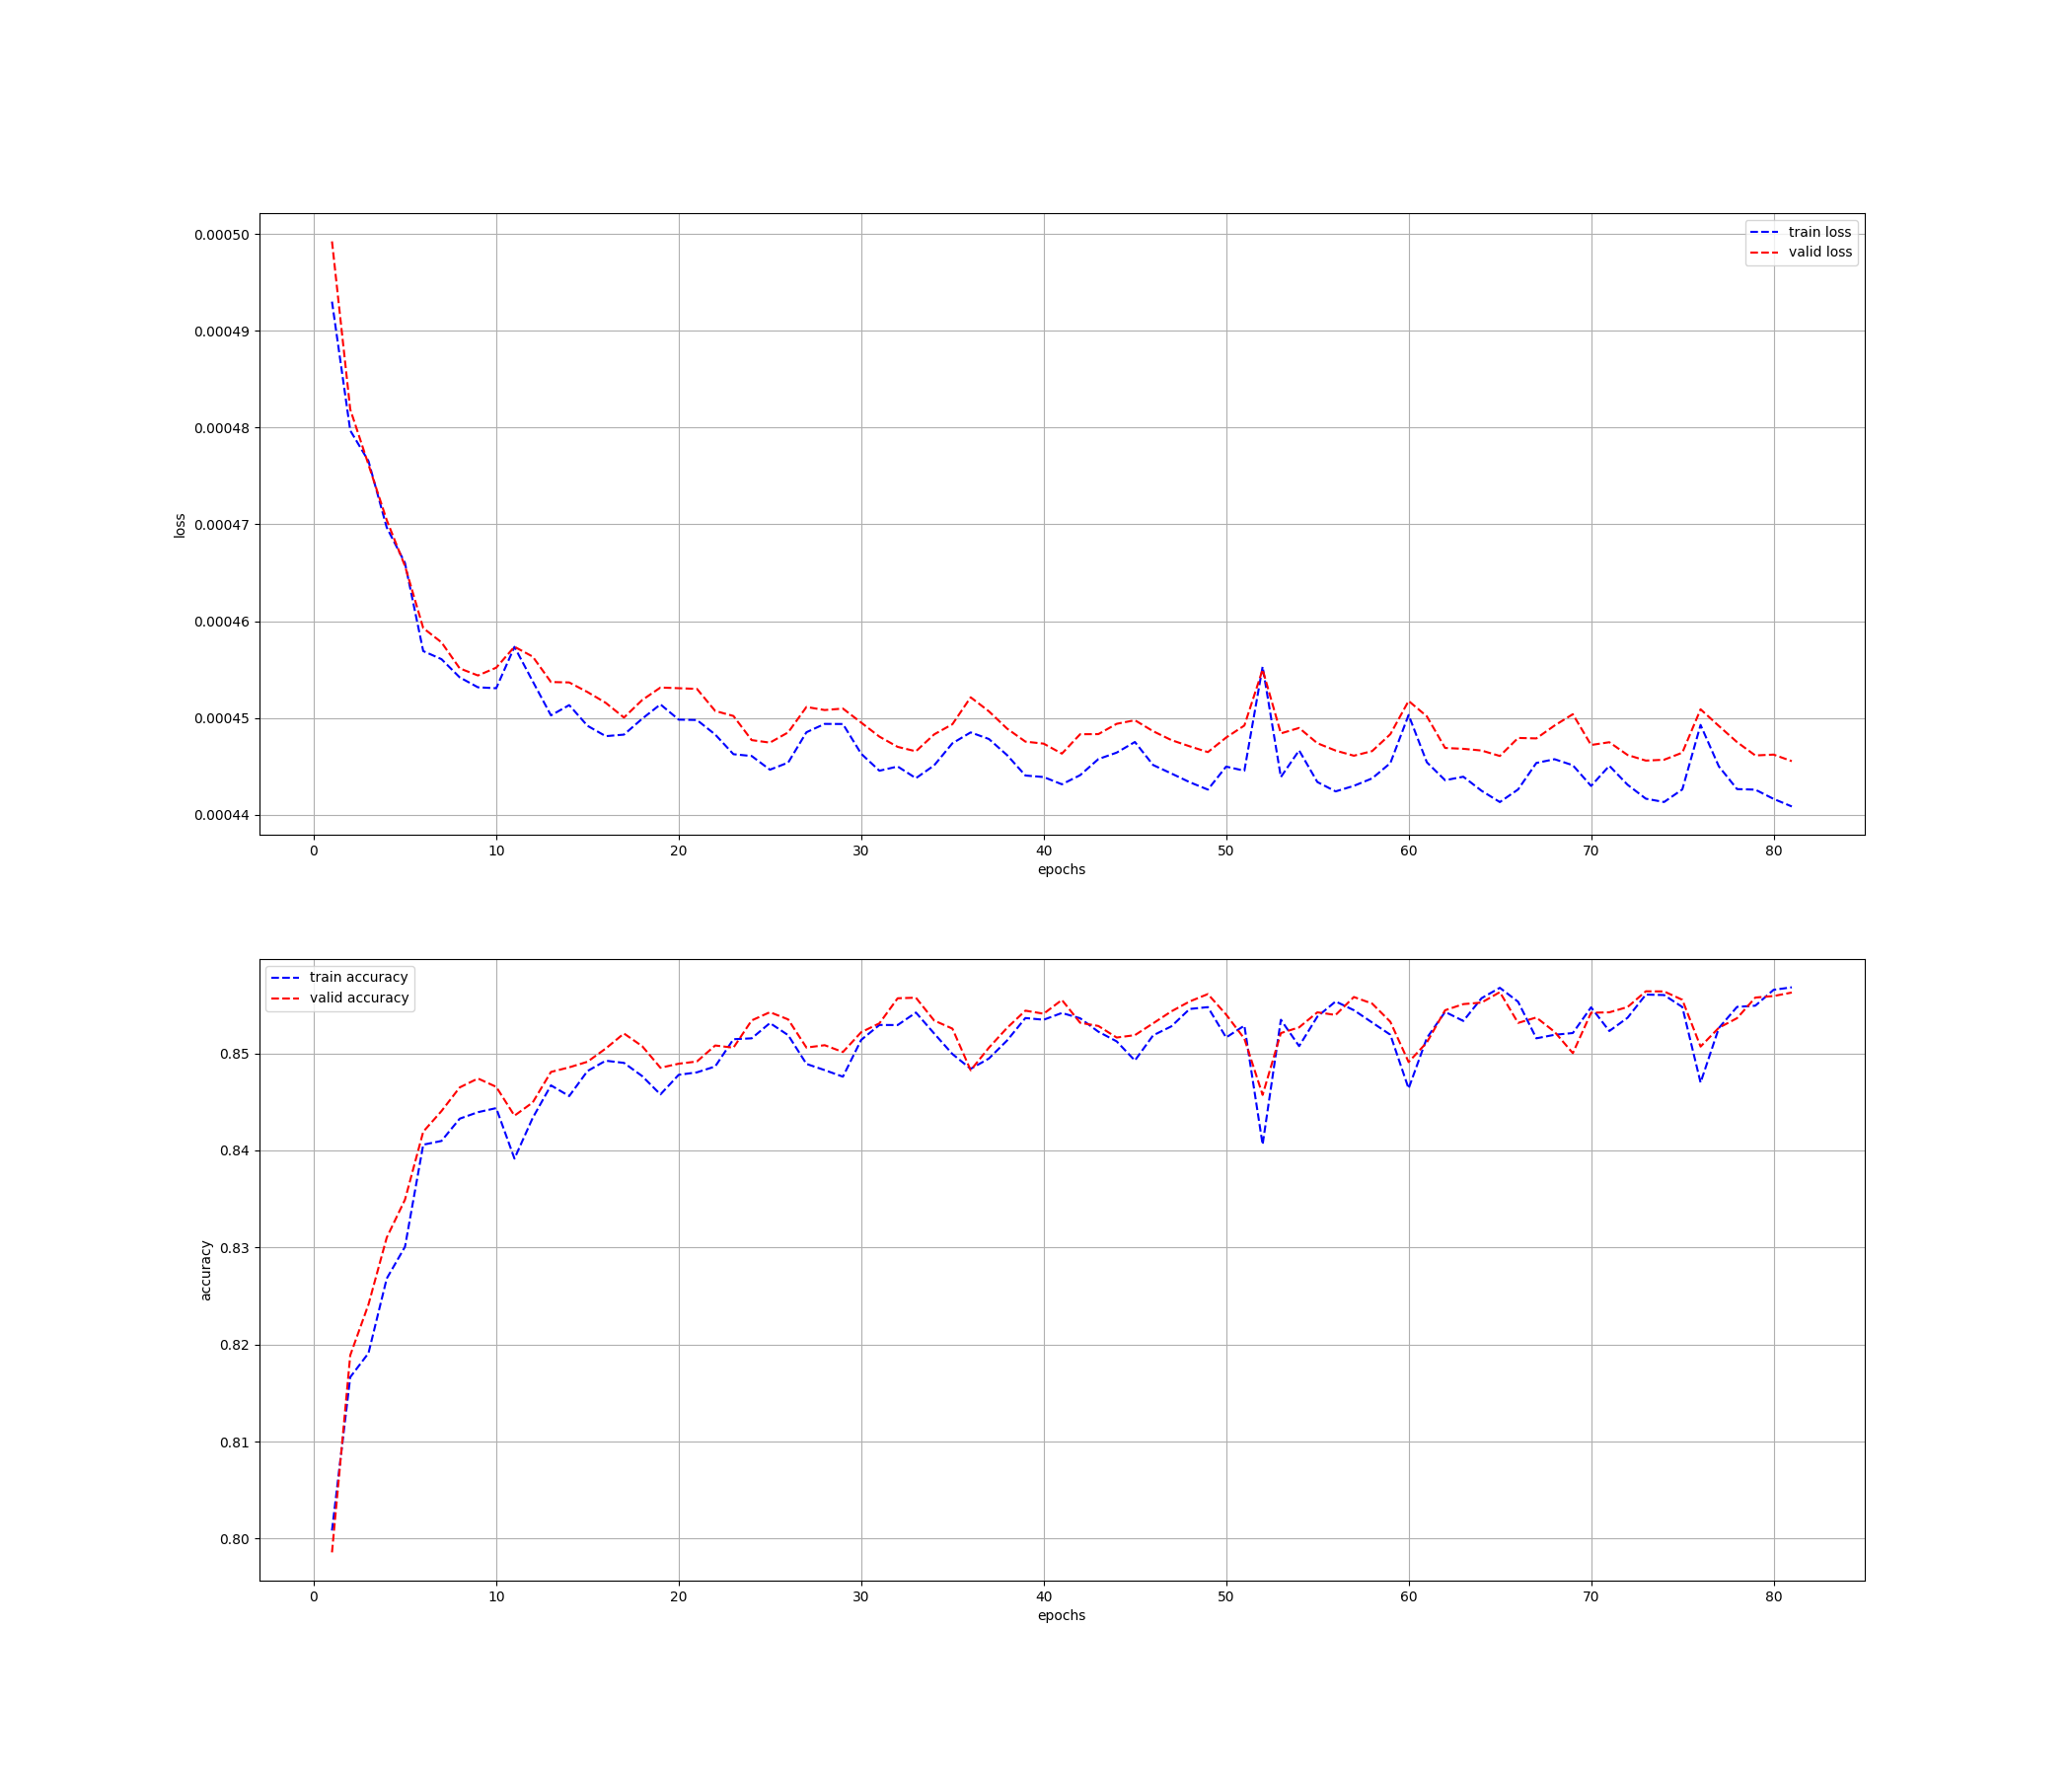 train loss
valid loss
0.00050
0.00049
0.00048
0.00047
0.00046
0.00045
0.00044
loss
0 10 20 30 40 50 60 70 80
epochs
train accuracy
valid accuracy
0.85
0.84
0.83
0.82
0.81
0.80
accuracy
0 10 20 30 40 50 60 70 80
epochs